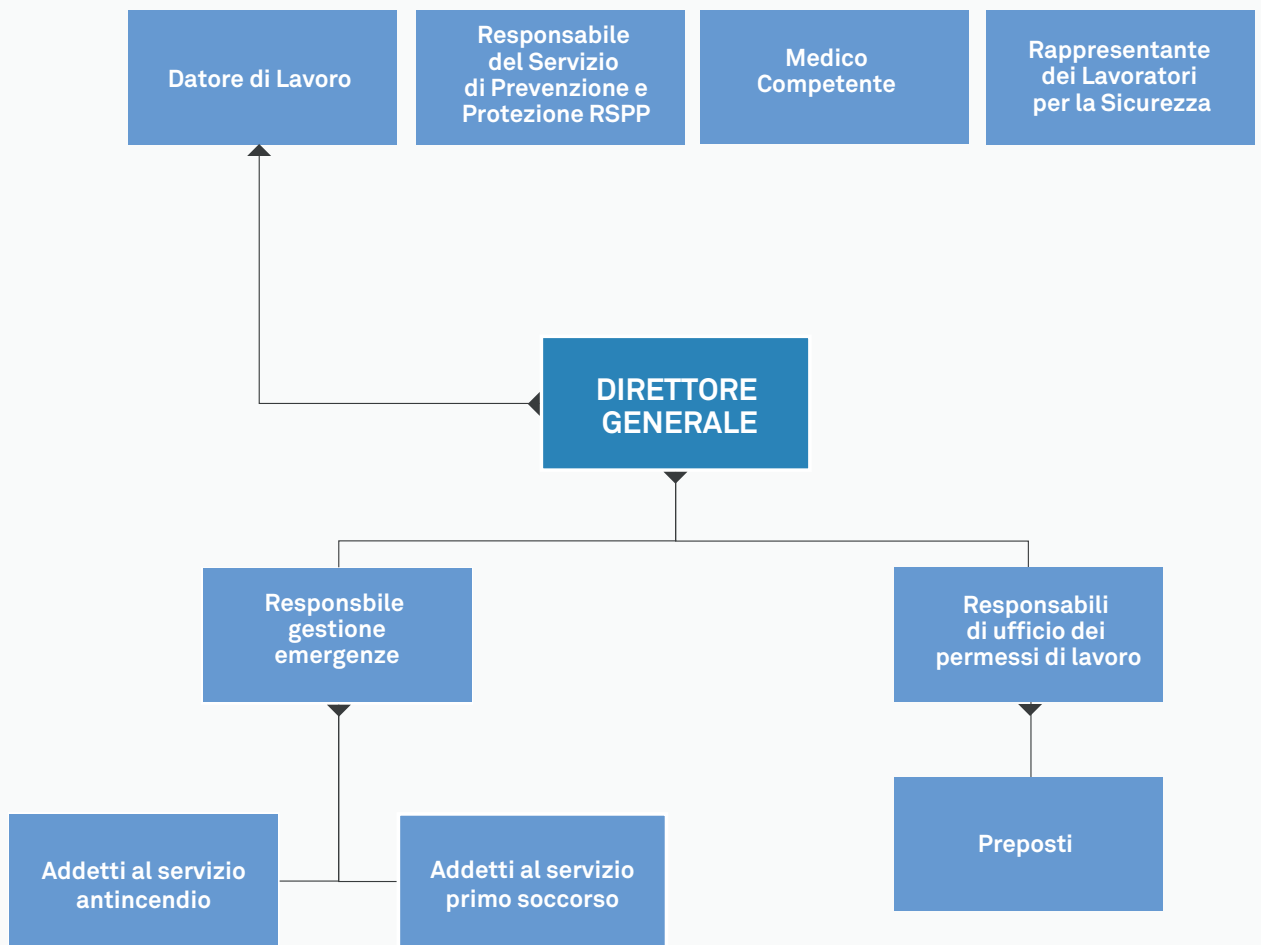 Datore di Lavoro
Responsabile
del Servizio
di Prevenzione e
Protezione RSPP
Medico
Competente
Rappresentante
dei Lavoratori
per la Sicurezza
DIRETTORE
GENERALE
Responsbile
gestione
emergenze
Responsabili
di ufficio dei
permessi di lavoro
Addetti al servizio
antincendio
Addetti al servizio
primo soccorso
Preposti